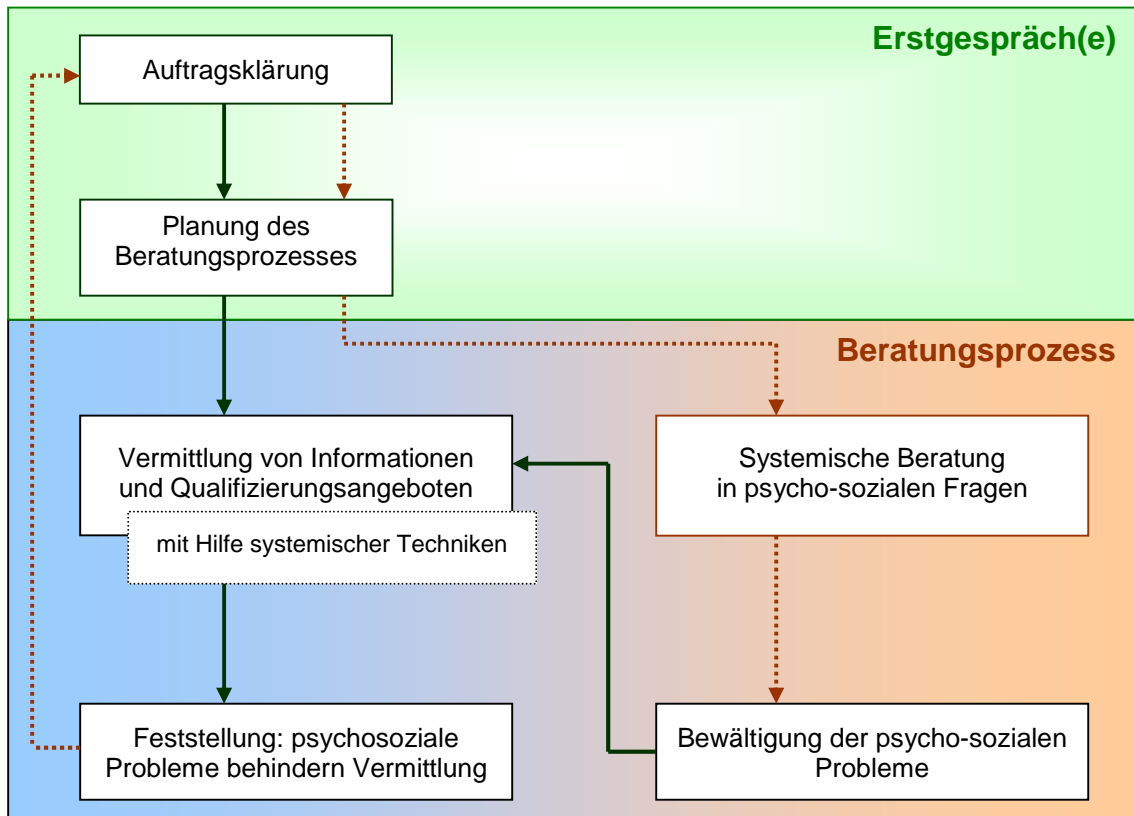 Erstgespräch(e)
Auftragsklärung
Planung des
Beratungsprozesses
Beratungsprozess
Vermittlung von Informationen
und Qualifizierungsangeboten
mit Hilfe systemischer Techniken
Systemische Beratung
in psycho-sozialen Fragen
Feststellung: psychosoziale
Probleme behindern Vermittlung
Bewältigung der psycho-sozialen
Probleme